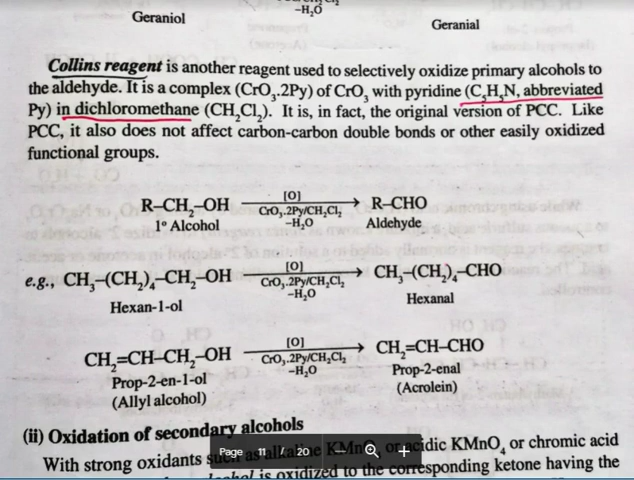 –H₂O
Geraniol
Geranial
Collins reagent is another reagent used to selectively oxidize primary alcohols to
the aldehyde. It is a complex (CrO₃.2Py) of CrO₃ with pyridine (C₅H₅N, abbreviated
Py) in dichloromethane (CH₂Cl₂). It is, in fact, the original version of PCC. Like
PCC, it also does not affect carbon-carbon double bonds or other easily oxidized
functional groups.
[O]
R–CH₂–OH CrO₃.2Py/CH₂Cl₂ R–CHO
1º Alcohol –H₂O Aldehyde
[O]
e.g., CH₃–(CH₂)₄–CH₂–OH CrO₃.2Py/CH₂Cl₂ CH₃–(CH₂)₄–CHO
–H₂O
Hexan-1-ol Hexanal
[O]
CH₂=CH–CH₂–OH CrO₃.2Py/CH₂Cl₂ CH₂=CH–CHO
Prop-2-en-1-ol –H₂O Prop-2-enal
(Allyl alcohol) (Acrolein)
(ii) Oxidation of secondary alcohols
With strong oxidants such as alkaline KMnO₄ or acidic KMnO₄ or chromic acid
Page 11 / 20 — +
is oxidized to the corresponding ketone having the